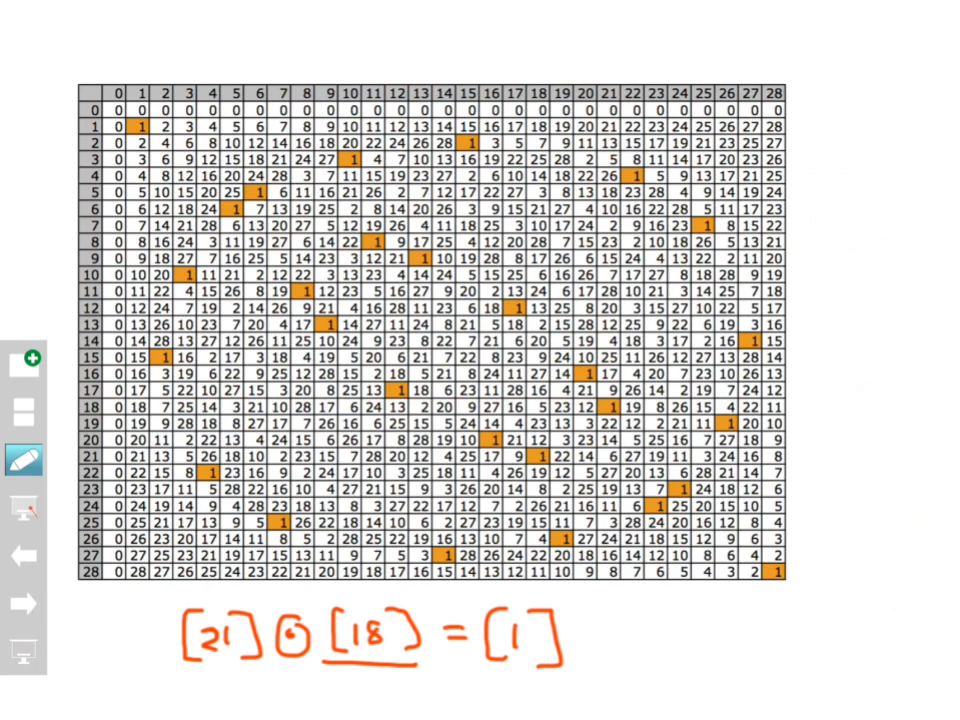 0 1 2 3 4 5 6 7 8 9 10 11 12 13 14 15 16 17 18 19 20 21 22 23 24 25 26 27 28
0 0 0 0 0 0 0 0 0 0 0 0 0 0 0 0 0 0 0 0 0 0 0 0 0 0 0 0 0 0
1 0 1 2 3 4 5 6 7 8 9 10 11 12 13 14 15 16 17 18 19 20 21 22 23 24 25 26 27 28
2 0 2 4 6 8 10 12 14 16 18 20 22 24 26 28 1 3 5 7 9 11 13 15 17 19 21 23 25 27
3 0 3 6 9 12 15 18 21 24 27 1 4 7 10 13 16 19 22 25 28 2 5 8 11 14 17 20 23 26
4 0 4 8 12 16 20 24 28 3 7 11 15 19 23 27 2 6 10 14 18 22 26 1 5 9 13 17 21 25
5 0 5 10 15 20 25 1 6 11 16 21 26 2 7 12 17 22 27 3 8 13 18 23 28 4 9 14 19 24
6 0 6 12 18 24 1 7 13 19 25 2 8 14 20 26 3 9 15 21 27 4 10 16 22 28 5 11 17 23
7 0 7 14 21 28 6 13 20 27 5 12 19 26 4 11 18 25 3 10 17 24 2 9 16 23 1 8 15 22
8 0 8 16 24 3 11 19 27 6 14 22 1 9 17 25 4 12 20 28 7 15 23 2 10 18 26 5 13 21
9 0 9 18 27 7 16 25 5 14 23 3 12 21 1 10 19 28 8 17 26 6 15 24 4 13 22 2 11 20
10 0 10 20 1 11 21 2 12 22 3 13 23 4 14 24 5 15 25 6 16 26 7 17 27 8 18 28 9 19
11 0 11 22 4 15 26 8 19 1 12 23 5 16 27 9 20 2 13 24 6 17 28 10 21 3 14 25 7 18
12 0 12 24 7 19 2 14 26 9 21 4 16 28 11 23 6 18 1 13 25 8 20 3 15 27 10 22 5 17
13 0 13 26 10 23 7 20 4 17 1 14 27 11 24 8 21 5 18 2 15 28 12 25 9 22 6 19 3 16
14 0 14 28 13 27 12 26 11 25 10 24 9 23 8 22 7 21 6 20 5 19 4 18 3 17 2 16 1 15
15 0 15 1 16 2 17 3 18 4 19 5 20 6 21 7 22 8 23 9 24 10 25 11 26 12 27 13 28 14
16 0 16 3 19 6 22 9 25 12 28 15 2 18 5 21 8 24 11 27 14 1 17 4 20 7 23 10 26 13
17 0 17 5 22 10 27 15 3 20 8 25 13 1 18 6 23 11 28 16 4 21 9 26 14 2 19 7 24 12
18 0 18 7 25 14 3 21 10 28 17 6 24 13 2 20 9 27 16 5 23 12 1 19 8 26 15 4 22 11
19 0 19 9 28 18 8 27 17 7 26 16 6 25 15 5 24 14 4 23 13 3 22 12 2 21 11 1 20 10
20 0 20 11 2 22 13 4 24 15 6 26 17 8 28 19 10 1 21 12 3 23 14 5 25 16 7 27 18 9
21 0 21 13 5 26 18 10 2 23 15 7 28 20 12 4 25 17 9 1 22 14 6 27 19 11 3 24 16 8
22 0 22 15 8 1 23 16 9 2 24 17 10 3 25 18 11 4 26 19 12 5 27 20 13 6 28 21 14 7
23 0 23 17 11 5 28 22 16 10 4 27 21 15 9 3 26 20 14 8 2 25 19 13 7 1 24 18 12 6
24 0 24 19 14 9 4 28 23 18 13 8 3 27 22 17 12 7 2 26 21 16 11 6 1 25 20 15 10 5
25 0 25 21 17 13 9 5 1 26 22 18 14 10 6 2 27 23 19 15 11 7 3 28 24 20 16 12 8 4
26 0 26 23 20 17 14 11 8 5 2 28 25 22 19 16 13 10 7 4 1 27 24 21 18 15 12 9 6 3
27 0 27 25 23 21 19 17 15 13 11 9 7 5 3 1 28 26 24 22 20 18 16 14 12 10 8 6 4 2
28 0 28 27 26 25 24 23 22 21 20 19 18 17 16 15 14 13 12 11 10 9 8 7 6 5 4 3 2 1
[21] ⊙ [18] = [1]